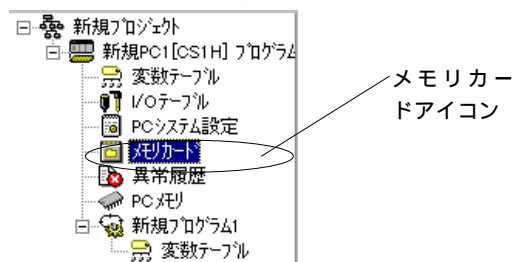 新規ﾌﾟﾛｼﾞｪｸﾄ
新規PC1[CS1H] ﾌﾟﾛｸﾞﾗﾑ
変数ﾃｰﾌﾞﾙ
I/Oﾃｰﾌﾞﾙ
PCｼｽﾃﾑ設定
ﾒﾓﾘｶｰﾄﾞ
異常履歴
PCﾒﾓﾘ
新規ﾌﾟﾛｸﾞﾗﾑ1
変数ﾃｰﾌﾞﾙ
メモリカー
ドアイコン